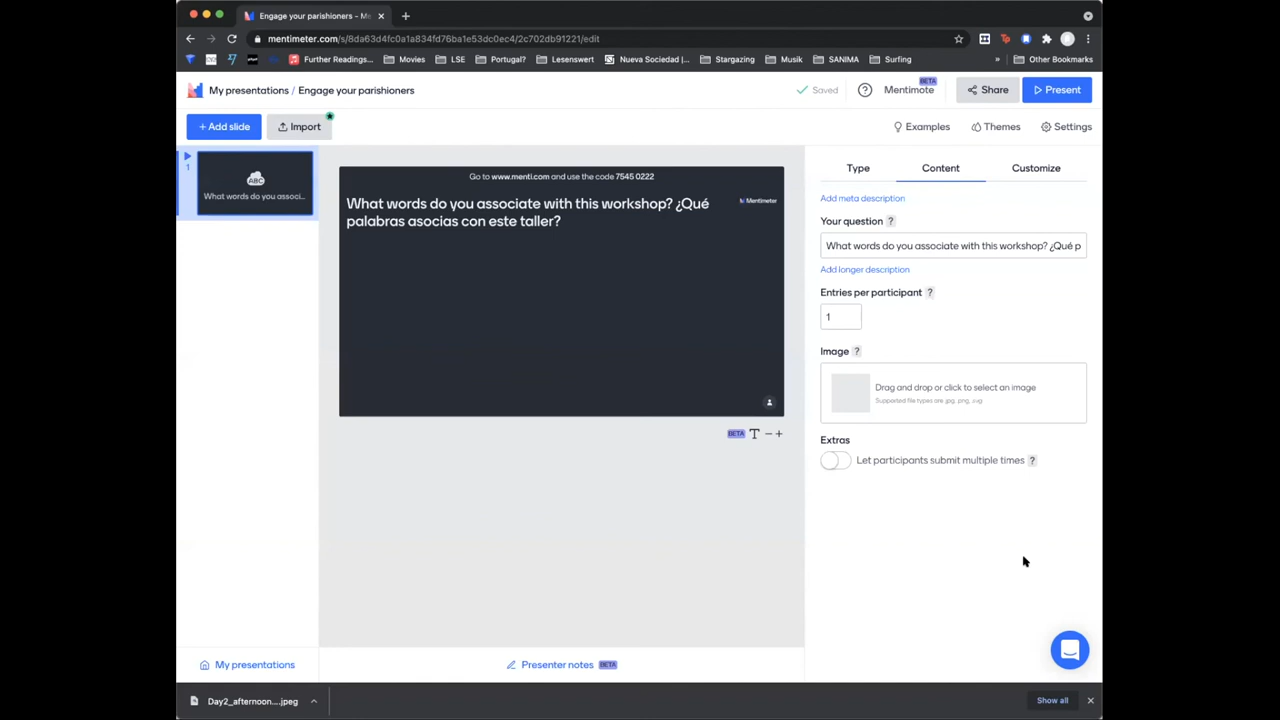 Engage your parishioners - Me
mentimeter.com/s/8da63d4fc0a1a834fd76ba1e53dc0ec4/2c702db91221/edit
Further Readings...
Movies
LSE
Portugal?
Lesenswert
Nueva Sociedad |...
Stargazing
Musik
SANIMA
Surfing
»
Other Bookmarks
My presentations / Engage your parishioners
Saved
Mentimote
BETA
Share
Present
+ Add slide
Import
Examples
Themes
Settings
1
ABC
What words do you associ...
Go to www.menti.com and use the code 7545 0222
What words do you associate with this workshop? ¿Qué
palabras asocias con este taller?
Mentimeter
BETA
T
Type
Content
Customize
Add meta description
Your question ?
What words do you associate with this workshop? ¿Qué p
Add longer description
Entries per participant ?
1
Image ?
Drag and drop or click to select an image
Supported file types are .jpg, .png, .svg
Extras
Let participants submit multiple times ?
My presentations
Presenter notes BETA
Day2_afternoon....jpeg
Show all